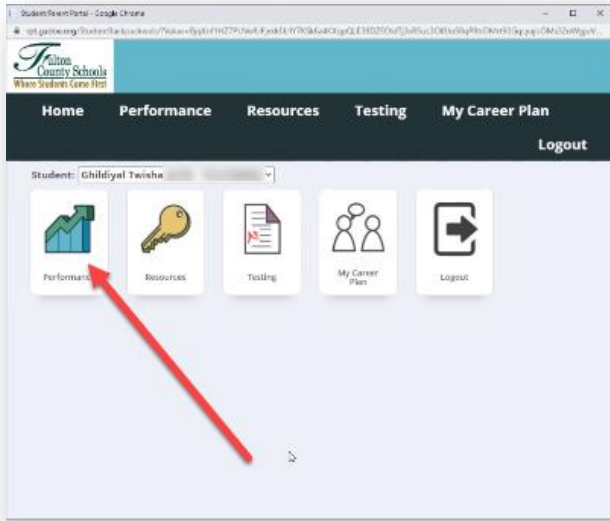 Student Parent Portal - Google Chrome
Fulton
County Schools
Where Students Come First
Home Performance Resources Testing My Career Plan
Logout
Student: Ghildiyal Twisha
Performance Resources Testing My Career Plan Logout